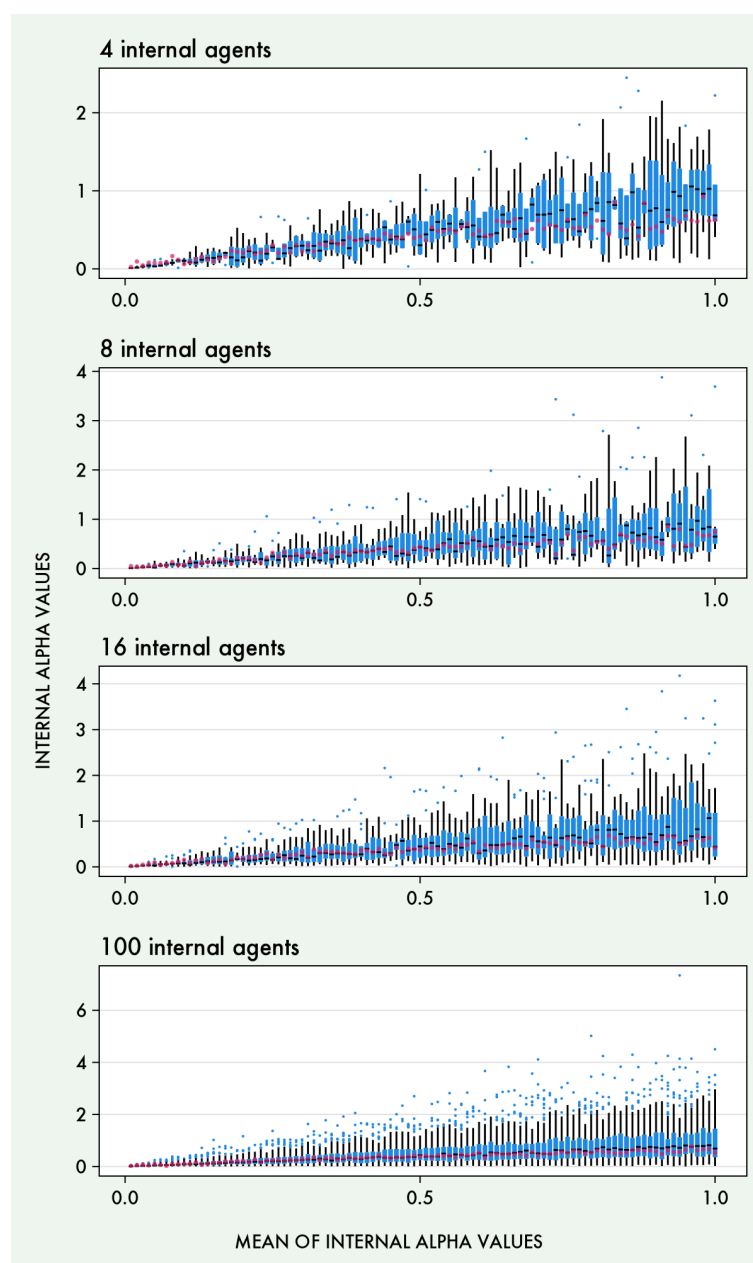 4 internal agents
2
1
0
0.0 0.5 1.0
8 internal agents
4
3
2
1
0
0.0 0.5 1.0
INTERNAL ALPHA VALUES
16 internal agents
4
3
2
1
0
0.0 0.5 1.0
100 internal agents
6
4
2
0
0.0 0.5 1.0
MEAN OF INTERNAL ALPHA VALUES